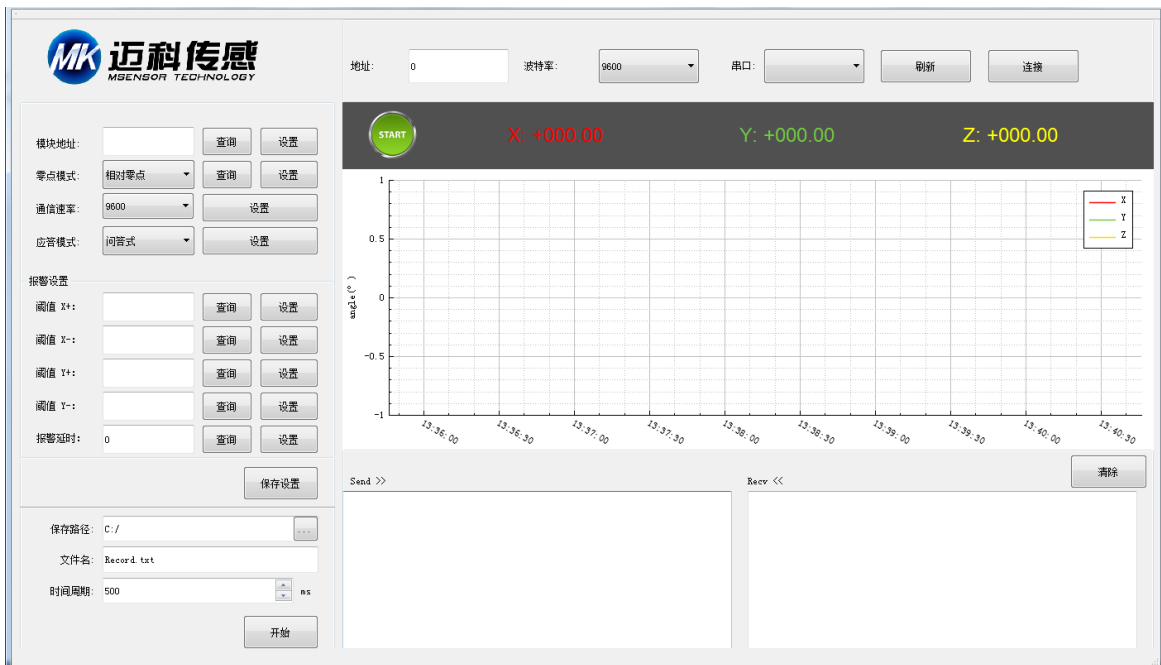 MK 迈科传感
MSENSOR TECHNOLOGY
地址: 0 波特率: 9600 串口: 刷新 连接
START X: +000.00 Y: +000.00 Z: +000.00
模块地址: 查询 设置
零点模式: 相对零点 查询 设置
通信速率: 9600 设置
应答模式: 问答式 设置
报警设置
阈值 X+: 查询 设置
阈值 X-: 查询 设置
阈值 Y+: 查询 设置
阈值 Y-: 查询 设置
报警延时: 0 查询 设置
保存设置
保存路径: C:/ ...
文件名: Record.txt
时间周期: 500 ms
开始
1
0.5
0
-0.5
-1
angle(°)
X
Y
Z
13:36:00 13:36:30 13:37:00 13:37:30 13:38:00 13:38:30 13:39:00 13:39:30 13:40:00 13:40:30
清除
Send >> Recv <<